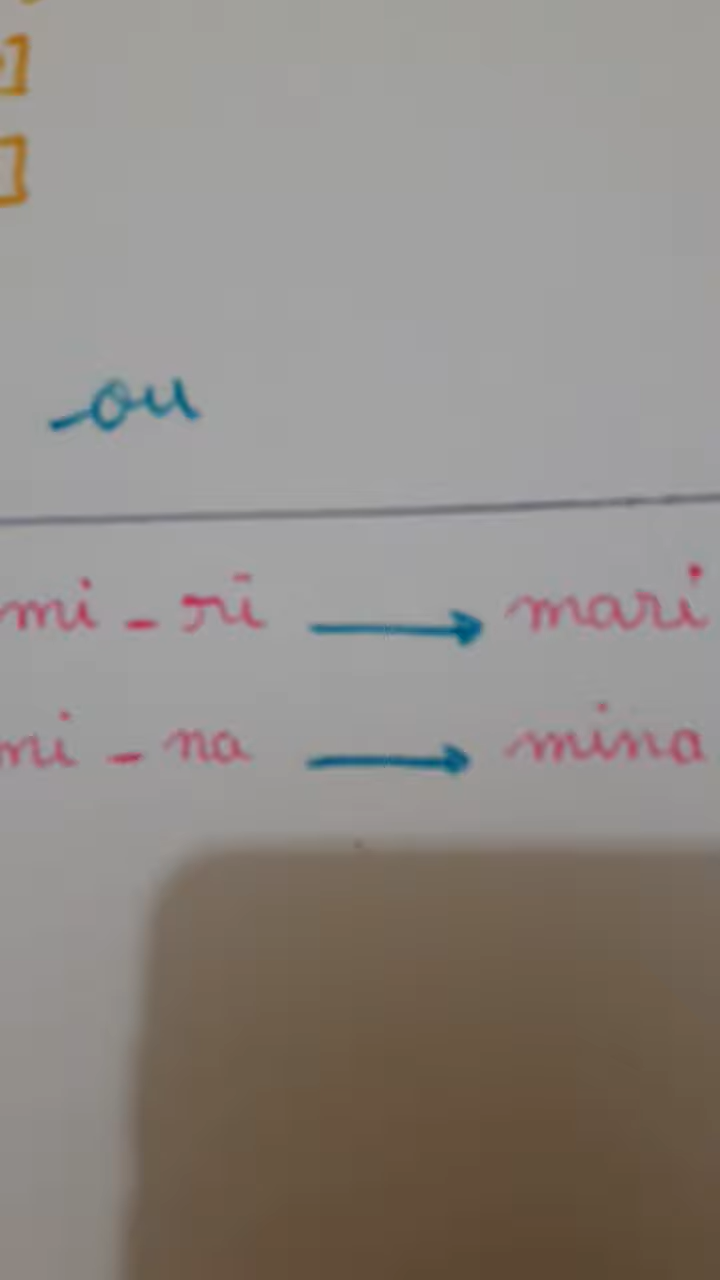 ]
]
-ou
mi - ri → mari
mi - na → mina